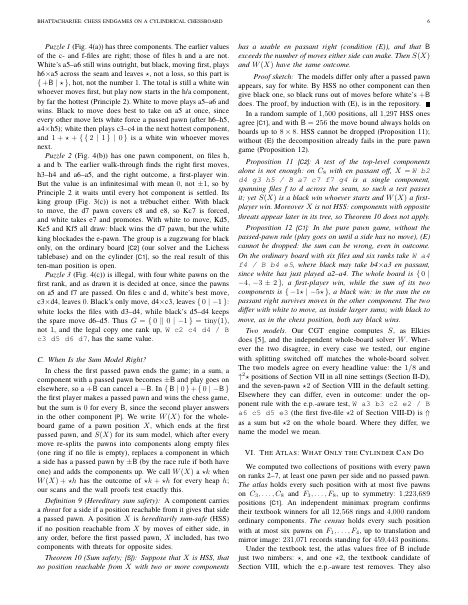 BHATTACHARJEE: CHESS ENDGAMES ON A CYLINDRICAL CHESSBOARD
6
Puzzle 1 (Fig. 4(a)) has three components. The earlier values
of the c- and f-files are right; those of files h and a are not.
White's a5–a6 still wins outright, but black, moving first, plays
h6×a5 across the seam and leaves ⋆, not a loss, so this part is
{+B | ⋆}, hot, not the number 1. The total is still a white win
whoever moves first, but play now starts in the h/a component,
by far the hottest (Principle 2). White to move plays a5–a6 and
wins. Black to move does best to take on a5 at once, since
every other move lets white force a passed pawn (after h6–h5,
a4×h5); white then plays c3–c4 in the next hottest component,
and 1 + ⋆ + {{2 | 1} | 0} is a white win whoever moves
next.
Puzzle 2 (Fig. 4(b)) has one pawn component, on files h,
a and b. The earlier walk-through finds the right first moves,
h3–h4 and a6–a5, and the right outcome, a first-player win.
But the value is an infinitesimal with mean 0, not ±1, so by
Principle 2 it waits until every hot component is settled. Its
king group (Fig. 3(c)) is not a trébuchet either. With black
to move, the d7 pawn covers c8 and e8, so Kc7 is forced,
and white takes e7 and promotes. With white to move, Kd5,
Ke5 and Kf5 all draw: black wins the d7 pawn, but the white
king blockades the e-pawn. The group is a zugzwang for black
only, on the ordinary board [C2] (our solver and the Lichess
tablebase) and on the cylinder [C1], so the real result of this
ten-man position is open.
Puzzle 3 (Fig. 4(c)) is illegal, with four white pawns on the
first rank, and as drawn it is decided at once, since the pawns
on a5 and f7 are passed. On files c and d, white's best move,
c3×d4, leaves 0. Black's only move, d4×c3, leaves {0 | −1}:
white locks the files with d3–d4, while black's d5–d4 keeps
the spare move d6–d5. Thus G = {0 || 0 | −1} = tiny(1),
not 1, and the legal copy one rank up, W c2 c4 d4 / B
c3 d5 d6 d7, has the same value.
C. When Is the Sum Model Right?
In chess the first passed pawn ends the game; in a sum, a
component with a passed pawn becomes ±B and play goes on
elsewhere, so a +B can cancel a −B. In {B | 0} + {0 | −B}
the first player makes a passed pawn and wins the chess game,
but the sum is 0 for every B, since the second player answers
in the other component [P]. We write W(X) for the whole-
board game of a pawn position X, which ends at the first
passed pawn, and S(X) for its sum model, which after every
move re-splits the pawns into components along empty files
(one ring if no file is empty), replaces a component in which
a side has a passed pawn by ±B (by the race rule if both have
one) and adds the components up. We call W(X) a ⋆k when
W(X) + ⋆h has the outcome of ⋆k + ⋆h for every heap h;
our scans and the wall proof test exactly this.
Definition 9 (Hereditary sum safety): A component carries
a threat for a side if a position reachable from it gives that side
a passed pawn. A position X is hereditarily sum-safe (HSS)
if no position reachable from X by moves of either side, in
any order, before the first passed pawn, X included, has two
components with threats for opposite sides.
Theorem 10 (Sum safety; [S]): Suppose that X is HSS, that
no position reachable from X with two or more components
has a usable en passant right (condition (E)), and that B
exceeds the number of moves either side can make. Then S(X)
and W(X) have the same outcome.
Proof sketch: The models differ only after a passed pawn
appears, say for white. By HSS no other component can then
give black one, so black runs out of moves before white's +B
does. The proof, by induction with (E), is in the repository. ■
In a random sample of 1,500 positions, all 1,297 HSS ones
agree [C1], and with B = 256 the move bound always holds on
boards up to 8 × 8. HSS cannot be dropped (Proposition 11);
without (E) the decomposition already fails in the pure pawn
game (Proposition 12).
Proposition 11 ([C2]): A test of the top-level components
alone is not enough: on C₈ with en passant off, X = W b2
d4 g3 h5 / B a7 c7 f7 g4 is a single component,
spanning files f to d across the seam, so such a test passes
it; yet S(X) is a black win whoever starts and W(X) a first-
player win. Moreover X is not HSS: components with opposite
threats appear later in its tree, so Theorem 10 does not apply.
Proposition 12 ([C1]): In the pure pawn game, without the
passed-pawn rule (play goes on until a side has no move), (E)
cannot be dropped: the sum can be wrong, even in outcome.
On the ordinary board with six files and six ranks take W a4
f4 / B b4 e5, where black may take b4×a3 en passant,
since white has just played a2–a4. The whole board is {0 |
−4, −3 ± 2}, a first-player win, while the sum of its two
components is {−1⋆ | −5⋆}, a black win: in the sum the en
passant right survives moves in the other component. The two
differ with white to move, as inside larger sums; with black to
move, as in the chess position, both say black wins.
Two models. Our CGT engine computes S, as Elkies
does [5], and the independent whole-board solver W. Wher-
ever the two disagree, in every case we tested, our engine
with splitting switched off matches the whole-board solver.
The two models agree on every headline value: the 1/8 and
↑²⋆ positions of Section VII in all nine settings (Section II-D),
and the seven-pawn ⋆2 of Section VIII in the default setting.
Elsewhere they can differ, even in outcome: under the op-
ponent rule with the e.p.-aware test, W a3 b3 c2 e2 / B
a6 c5 d5 e3 (the first five-file ⋆2 of Section VIII-D) is ⇑
as a sum but ⋆2 on the whole board. Where they differ, we
name the model we mean.
VI. THE ATLAS: WHAT ONLY THE CYLINDER CAN DO
We computed two collections of positions with every pawn
on ranks 2–7, at least one pawn per side and no passed pawn.
The atlas holds every such position with at most five pawns
on C₃, . . . , C₈ and F₃, . . . , F₈, up to symmetry: 1,223,689
positions [C1]. An independent minimax program confirms
their textbook winners for all 12,568 rings and 4,000 random
ordinary components. The census holds every such position
with at most six pawns on F₁, . . . , F₄, up to translation and
mirror image: 231,071 records standing for 459,443 positions.
Under the textbook test, the atlas values free of B include
just two nimbers: ⋆, and one ⋆2, the textbook candidate of
Section VIII, which the e.p.-aware test removes. They also